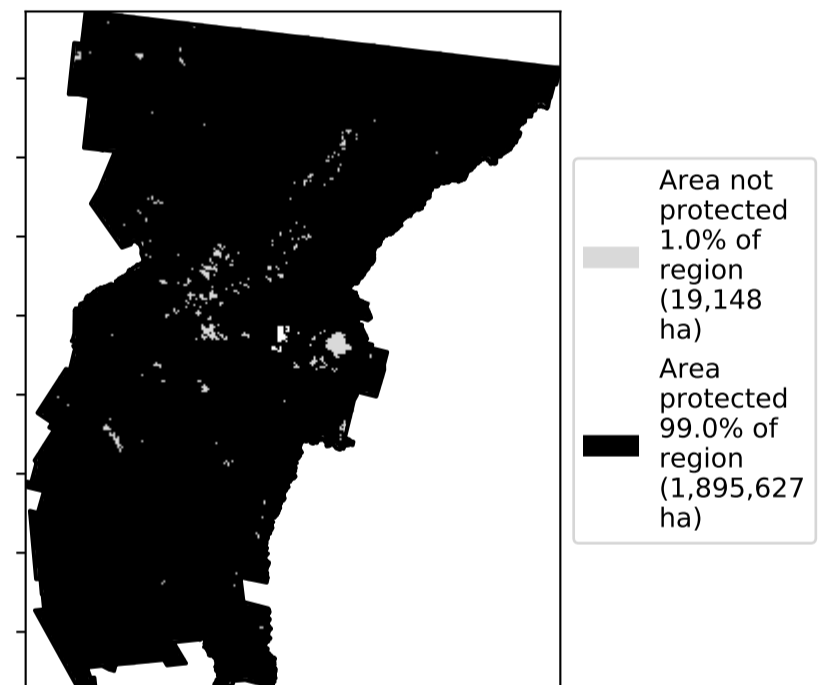 Area not
protected
1.0% of
region
(19,148
ha)
Area
protected
99.0% of
region
(1,895,627
ha)